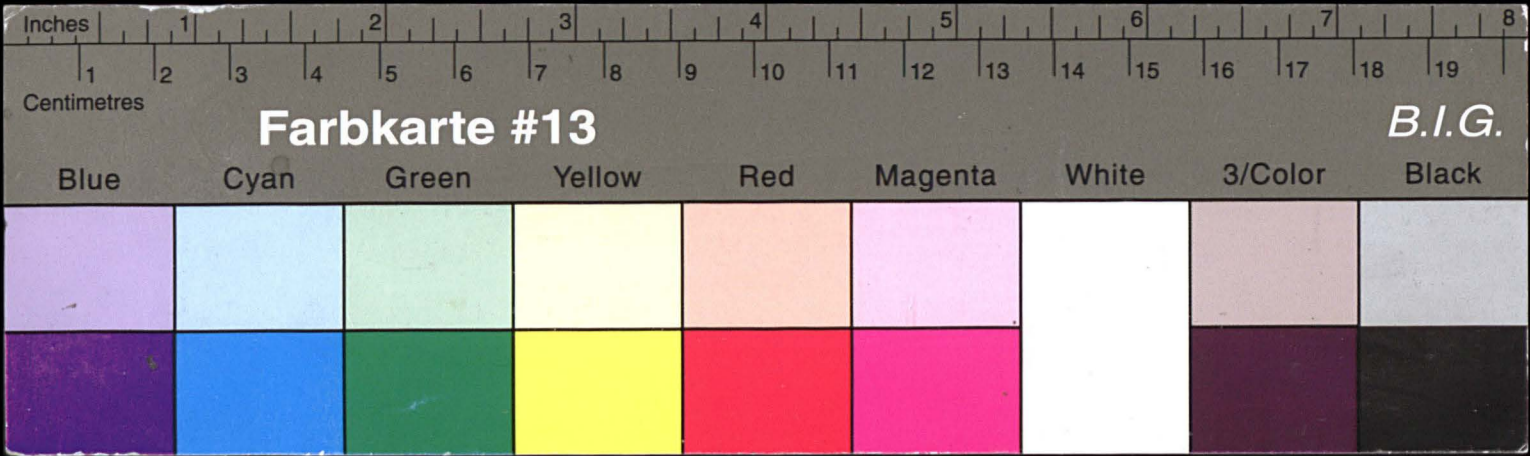 Inches 1 2 3 4 5 6 7 8
1 2 3 4 5 6 7 8 9 10 11 12 13 14 15 16 17 18 19
Centimetres
Farbkarte #13 B.I.G.
Blue Cyan Green Yellow Red Magenta White 3/Color Black